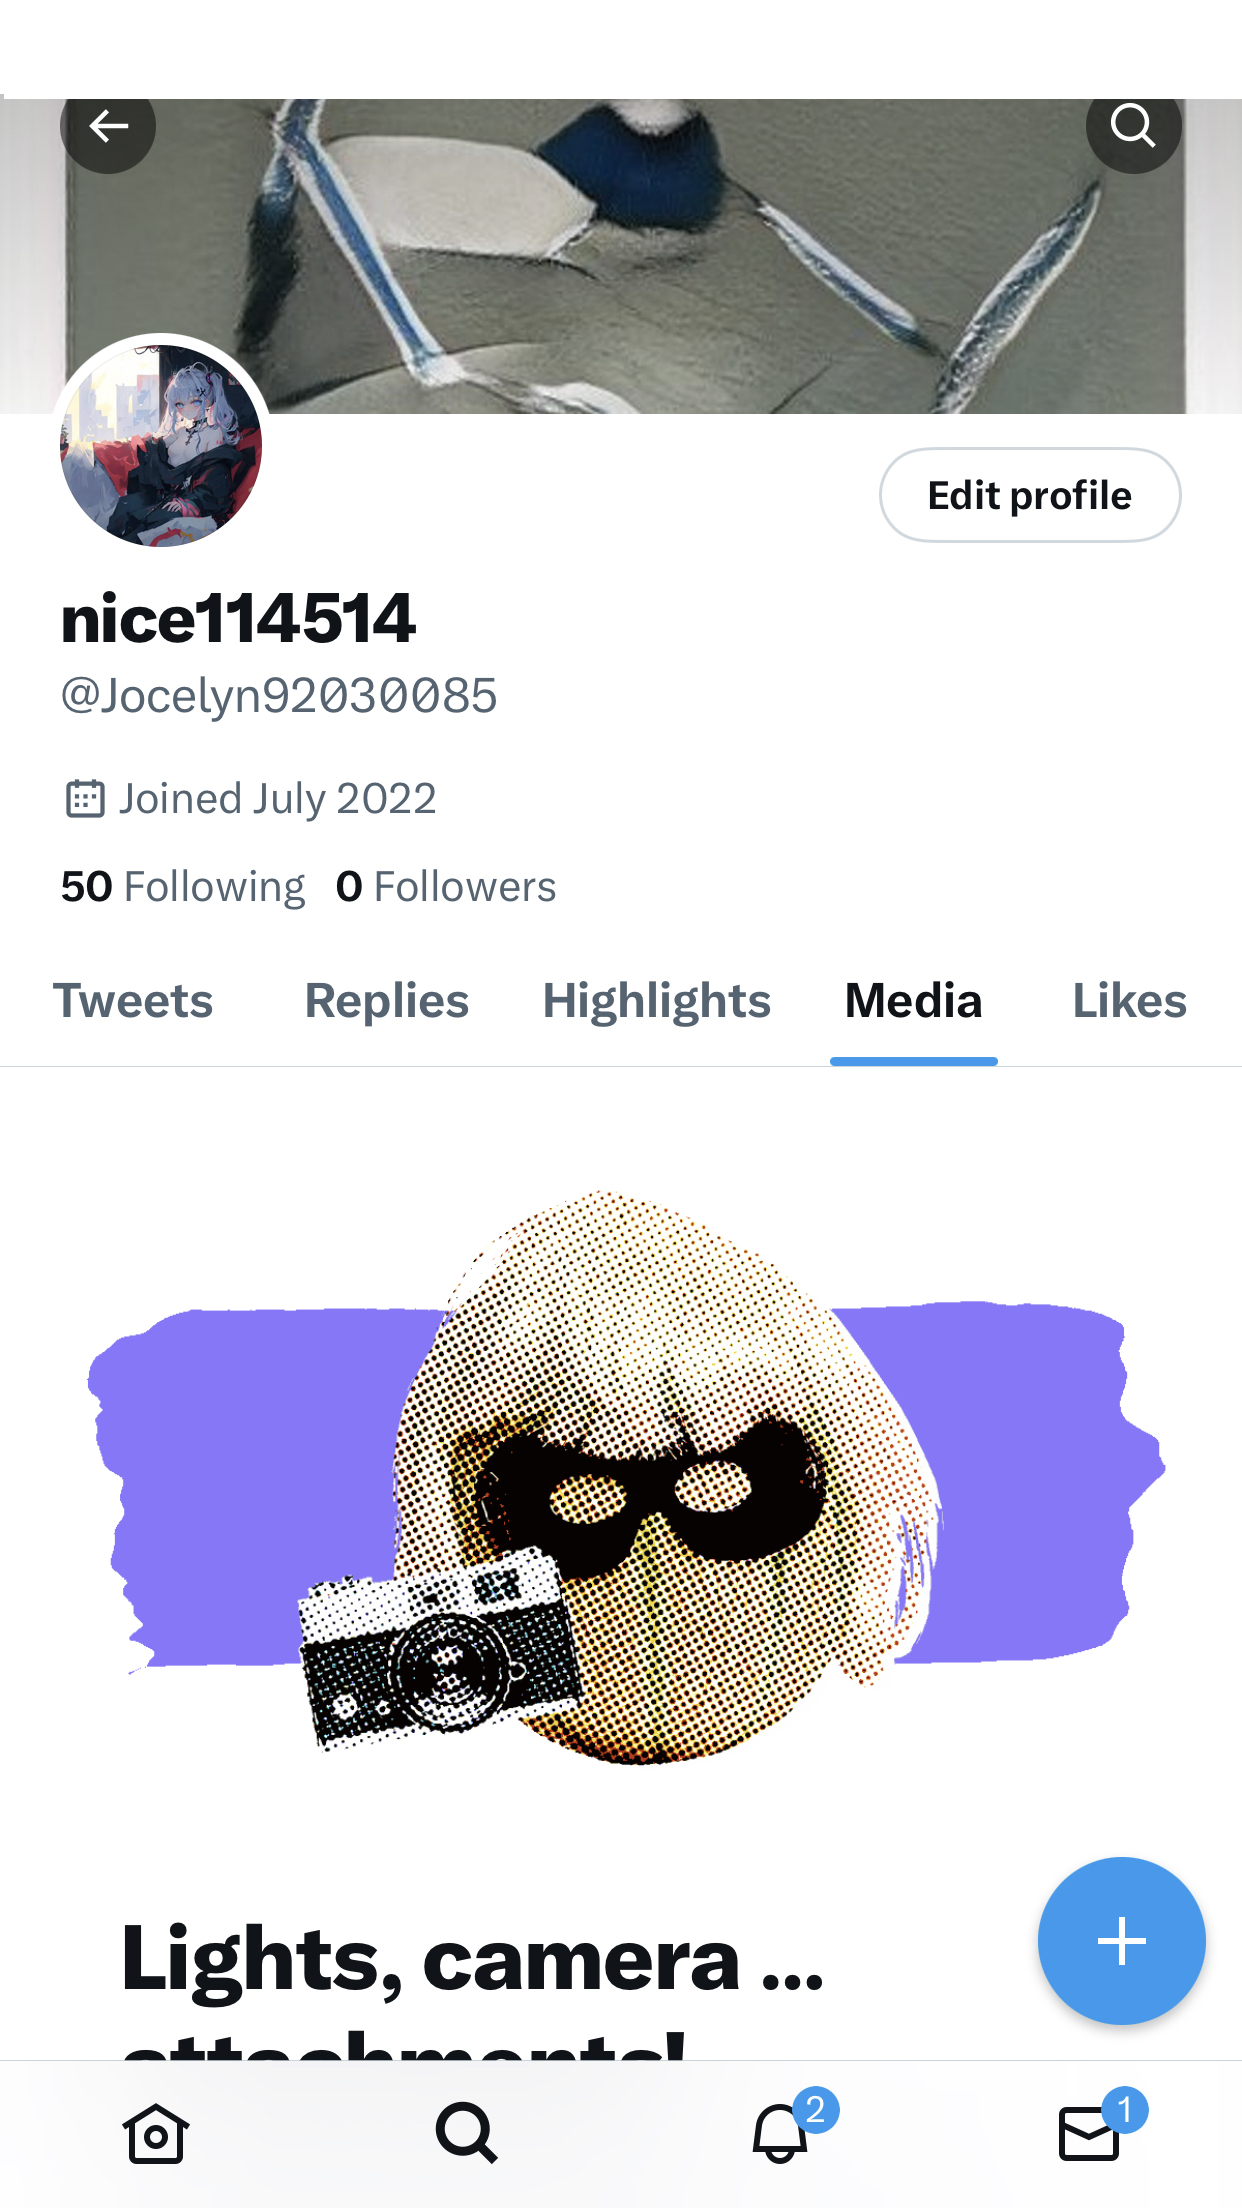 Edit profile
nice114514
@Jocelyn92030085
Joined July 2022
50 Following 0 Followers
Tweets Replies Highlights Media Likes
Lights, camera ...
attachments!
2 1